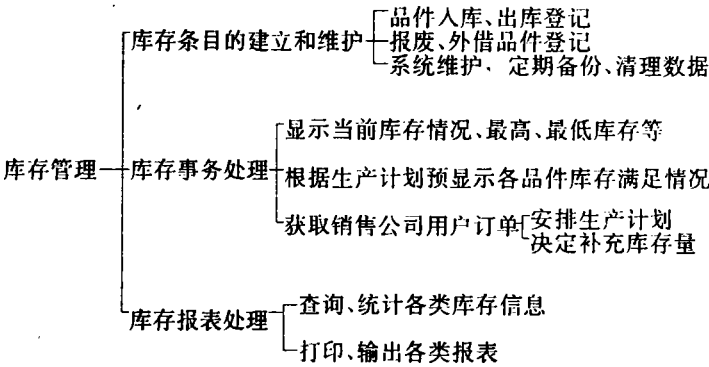 库存管理
库存条目的建立和维护
品件入库、出库登记
报废、外借品件登记
系统维护、定期备份、清理数据
库存事务处理
显示当前库存情况、最高、最低库存等
根据生产计划预显示各品件库存满足情况
获取销售公司用户订单
安排生产计划
决定补充库存量
库存报表处理
查询、统计各类库存信息
打印、输出各类报表